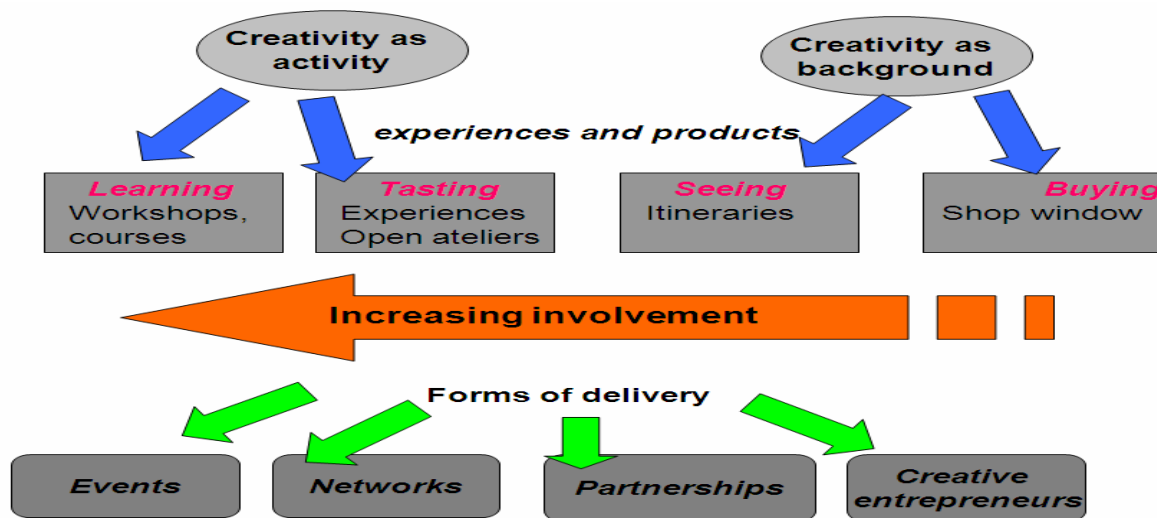 Creativity as
activity
Creativity as
background
experiences and products
Learning
Workshops,
courses
Tasting
Experiences
Open ateliers
Seeing
Itineraries
Buying
Shop window
Increasing involvement
Forms of delivery
Events
Networks
Partnerships
Creative
entrepreneurs